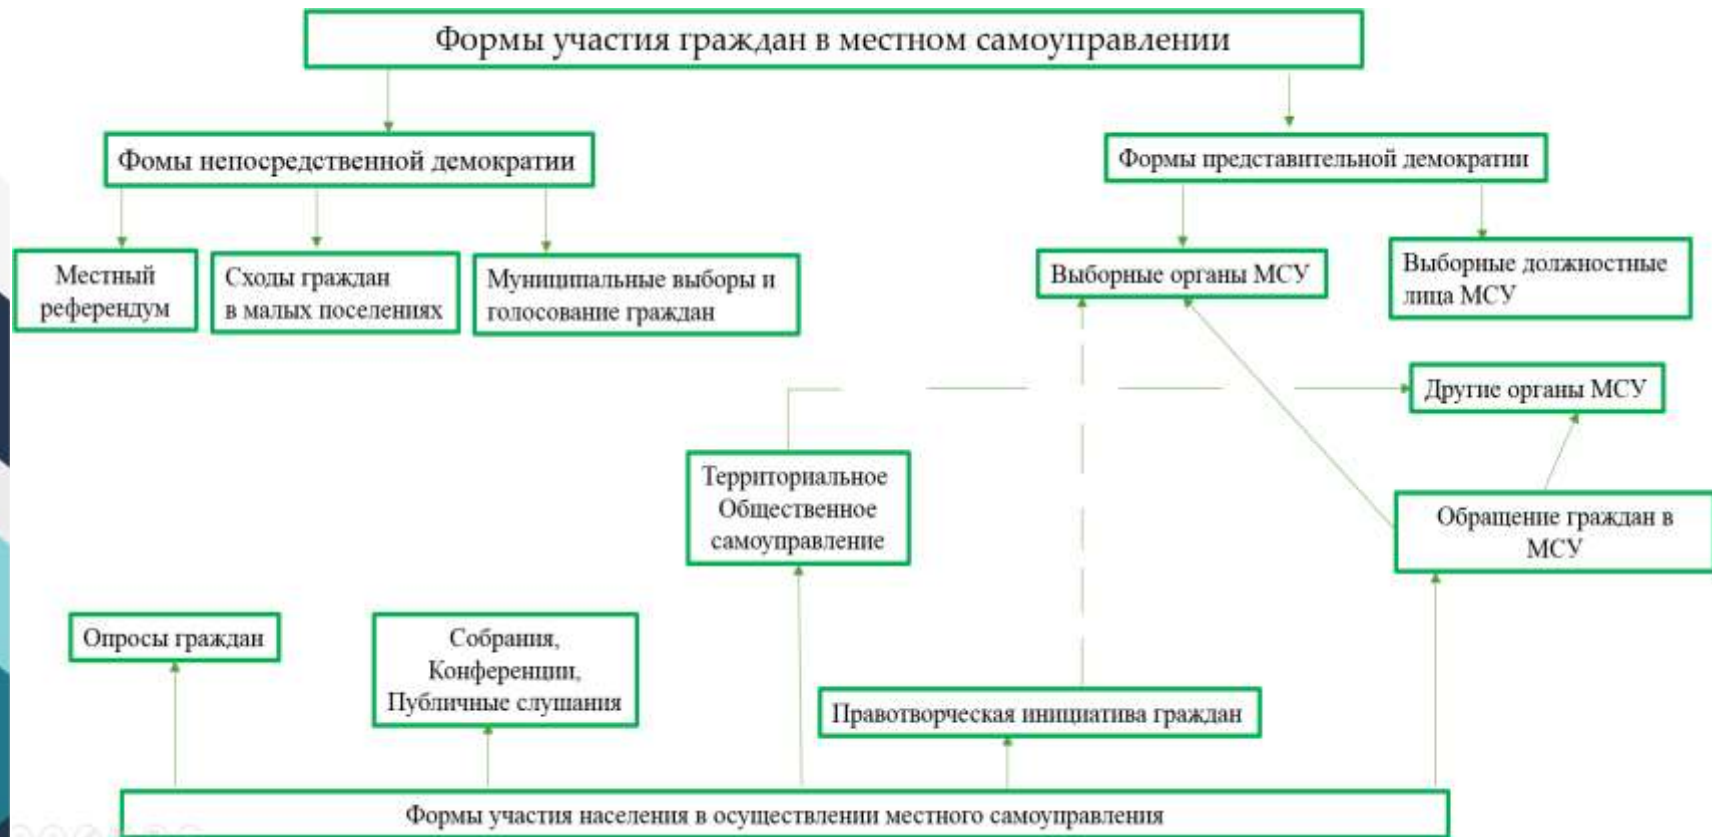 Формы участия граждан в местном самоуправлении
Фомы непосредственной демократии
Формы представительной демократии
Местный
референдум
Сходы граждан
в малых поселениях
Муниципальные выборы и
голосование граждан
Выборные органы МСУ
Выборные должностные
лица МСУ
Другие органы МСУ
Территориальное
Общественное
самоуправление
Обращение граждан в
МСУ
Опросы граждан
Собрания,
Конференции,
Публичные слушания
Правотворческая инициатива граждан
Формы участия населения в осуществлении местного самоуправления